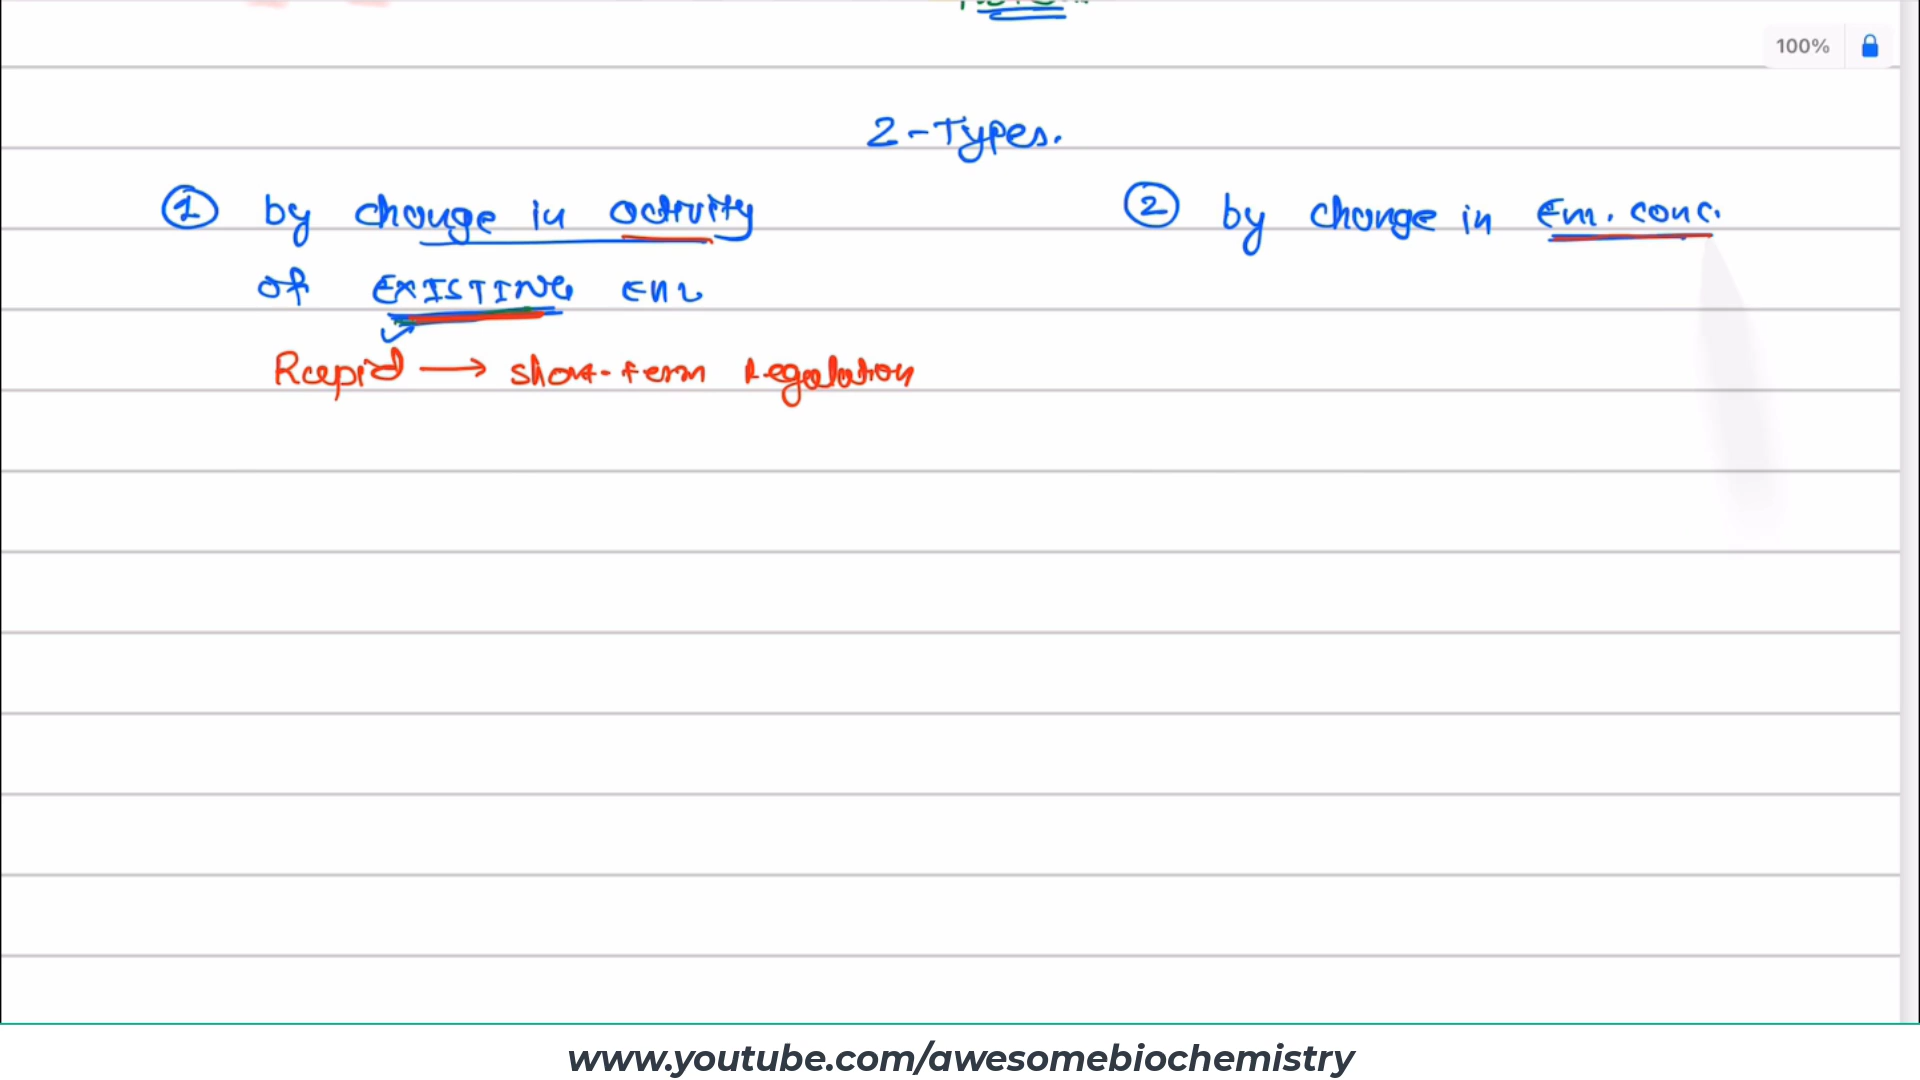 100%
2-Types.
① by change in activity
of EXISTING Enz
Rapid → short-term Regulation
② by change in Enz. conc.
www.youtube.com/awesomebiochemistry